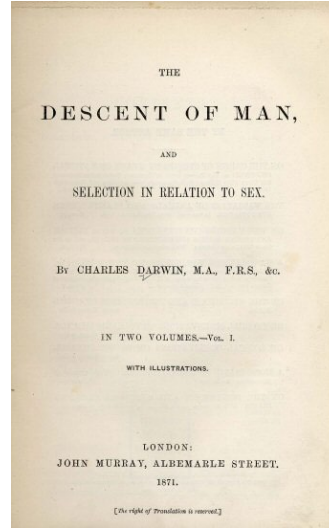 THE
DESCENT OF MAN,
AND
SELECTION IN RELATION TO SEX.
By CHARLES DARWIN, M.A., F.R.S., &c.
IN TWO VOLUMES.—Vol. I.
WITH ILLUSTRATIONS.
LONDON:
JOHN MURRAY, ALBEMARLE STREET.
1871.
[The right of Translation is reserved.]